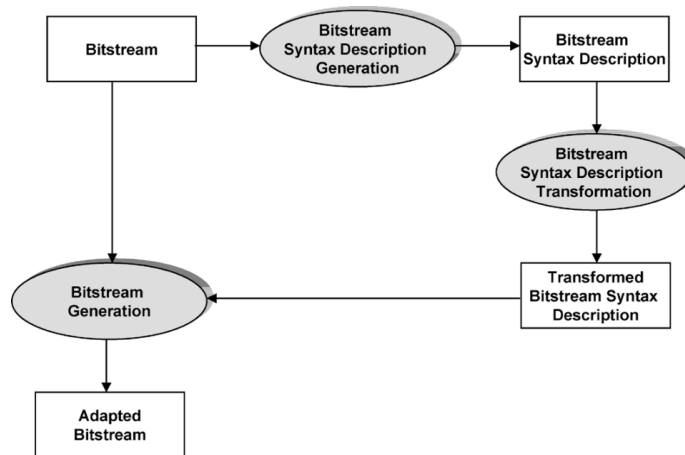 Bitstream
Bitstream
Syntax Description
Generation
Bitstream
Syntax Description
Bitstream
Syntax Description
Transformation
Transformed
Bitstream Syntax
Description
Bitstream
Generation
Adapted
Bitstream